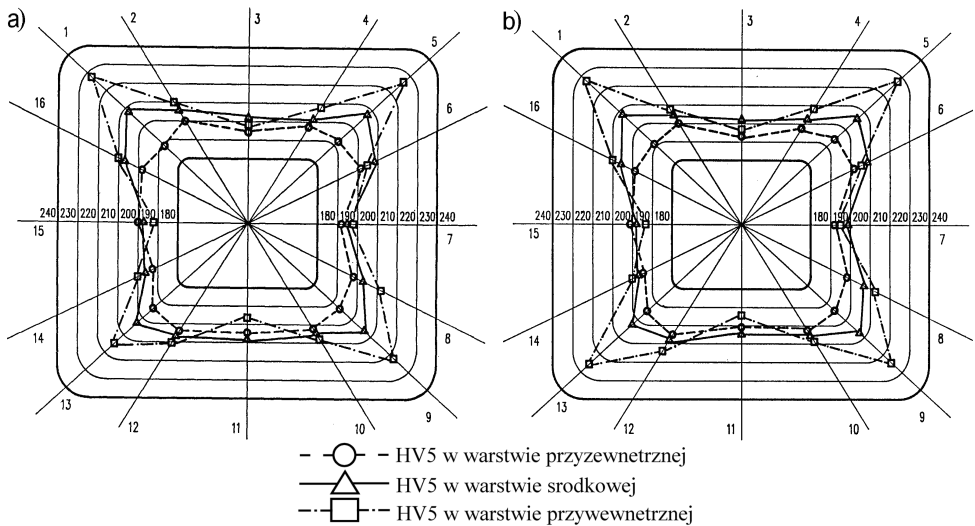 a)
b)
1 2 3 4 5
1 2 3 4 5
16 6
16 6
240 230 220 210 200 190 180 180 190 200 210 220 230 240
240 230 220 210 200 190 180 180 190 200 210 220 230 240
15 7
15 7
14 8
14 8
13 12 11 10 9
13 12 11 10 9
HV5 w warstwie przyzewnetrznej
HV5 w warstwie srodkowej
HV5 w warstwie przywewnetrznej